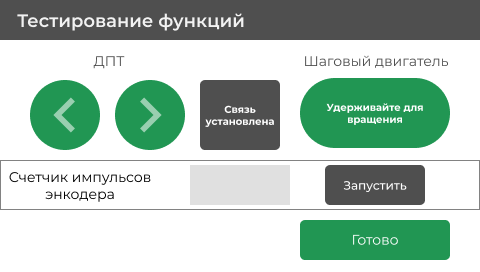 Тестирование функций
ДПТ
Шаговый двигатель
Связь
установлена
Удерживайте для
вращения
Счетчик импульсов
энкодера
Запустить
Готово